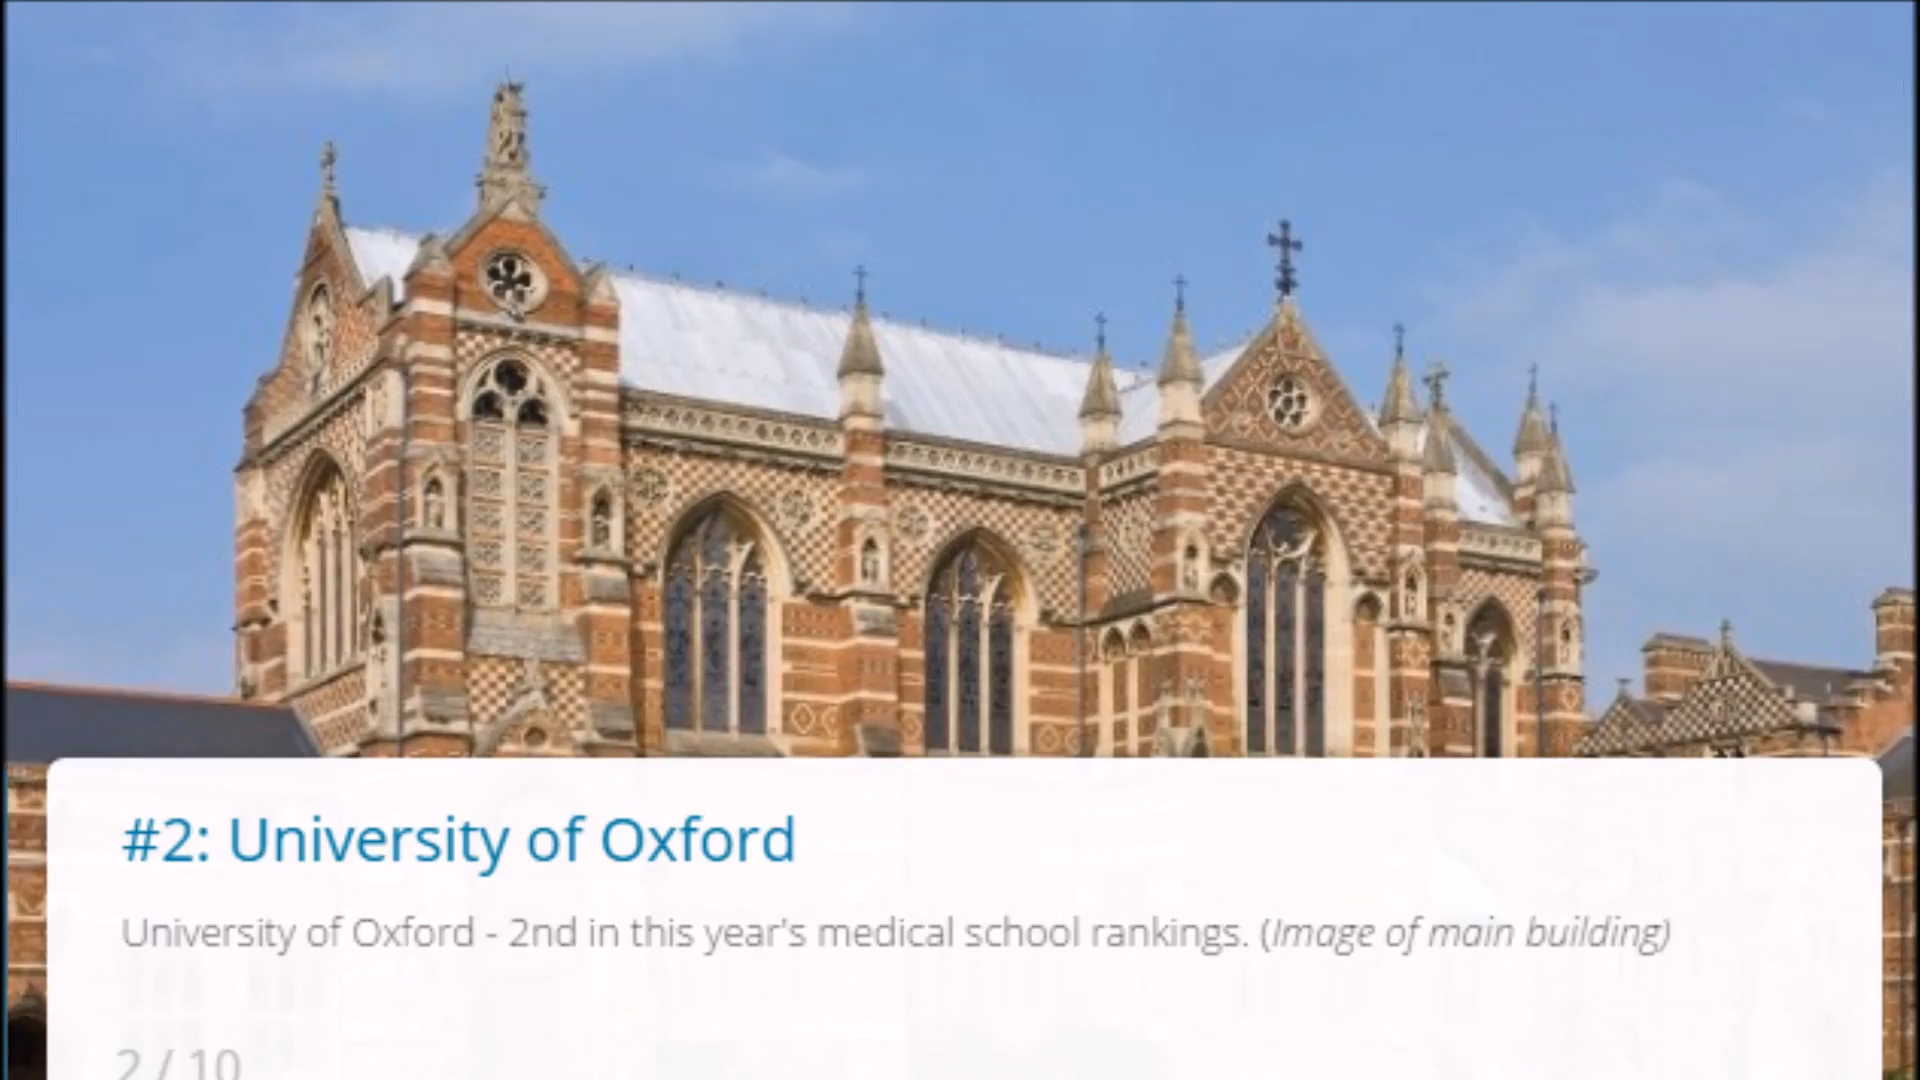 #2: University of Oxford
University of Oxford - 2nd in this year's medical school rankings. (Image of main building)
2 / 10